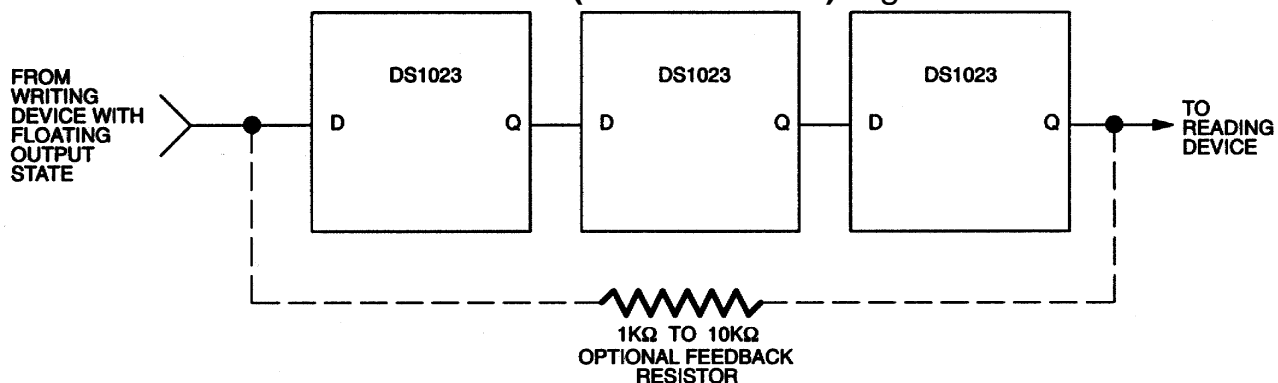 FROM
WRITING
DEVICE WITH
FLOATING
OUTPUT
STATE
DS1023
D
Q
DS1023
D
Q
DS1023
D
Q
TO
READING
DEVICE
1KΩ TO 10KΩ
OPTIONAL FEEDBACK
RESISTOR